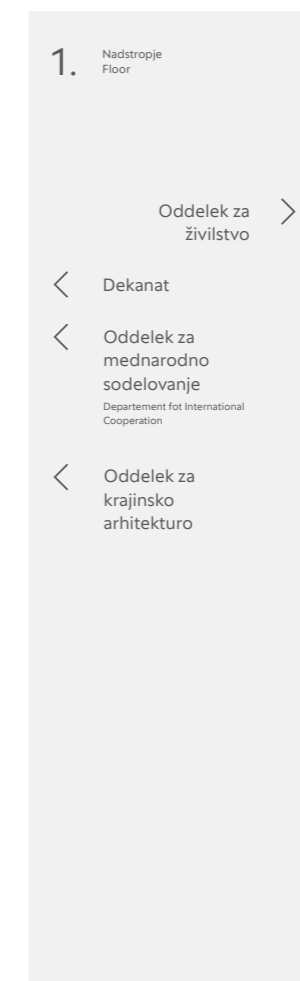 1.
Nadstropje
Floor
Oddelek za
živilstvo
Dekanat
Oddelek za
mednarodno
sodelovanje
Departement fot International
Cooperation
Oddelek za
krajinsko
arhitekturo